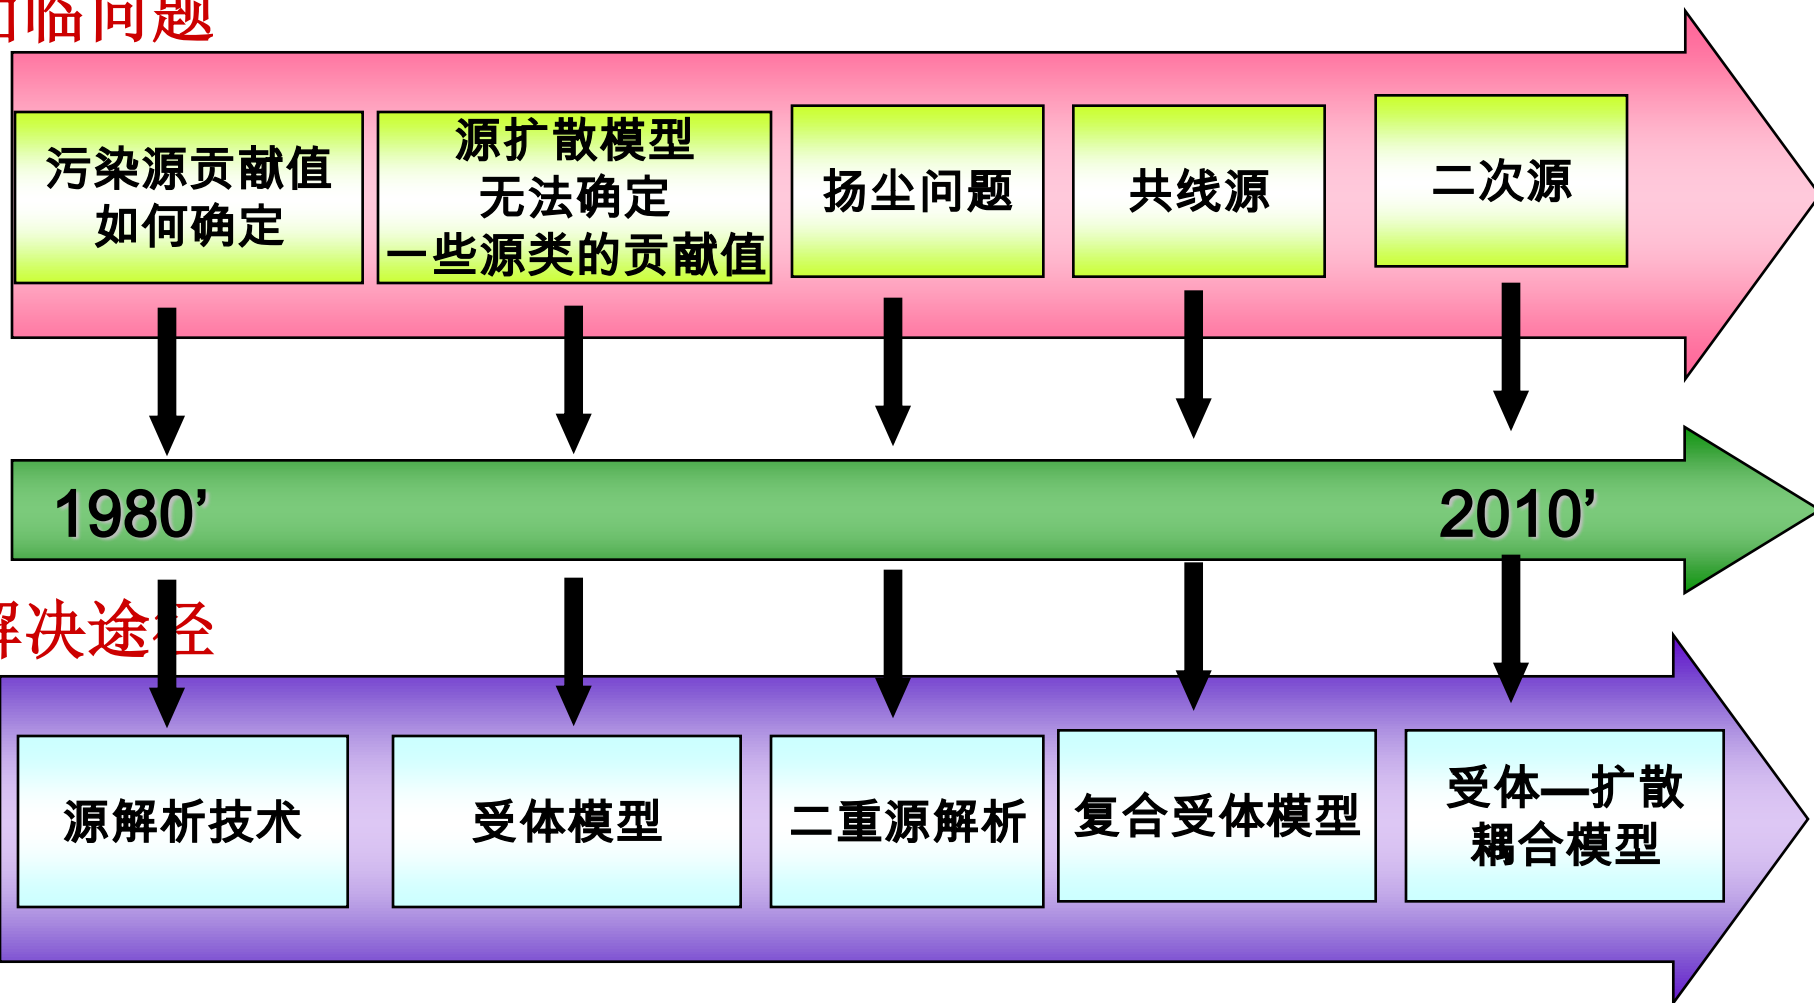 面临问题
污染源贡献值
如何确定
源扩散模型
无法确定
一些源类的贡献值
扬尘问题
共线源
二次源
1980’
2010’
解决途径
源解析技术
受体模型
二重源解析
复合受体模型
受体—扩散
耦合模型